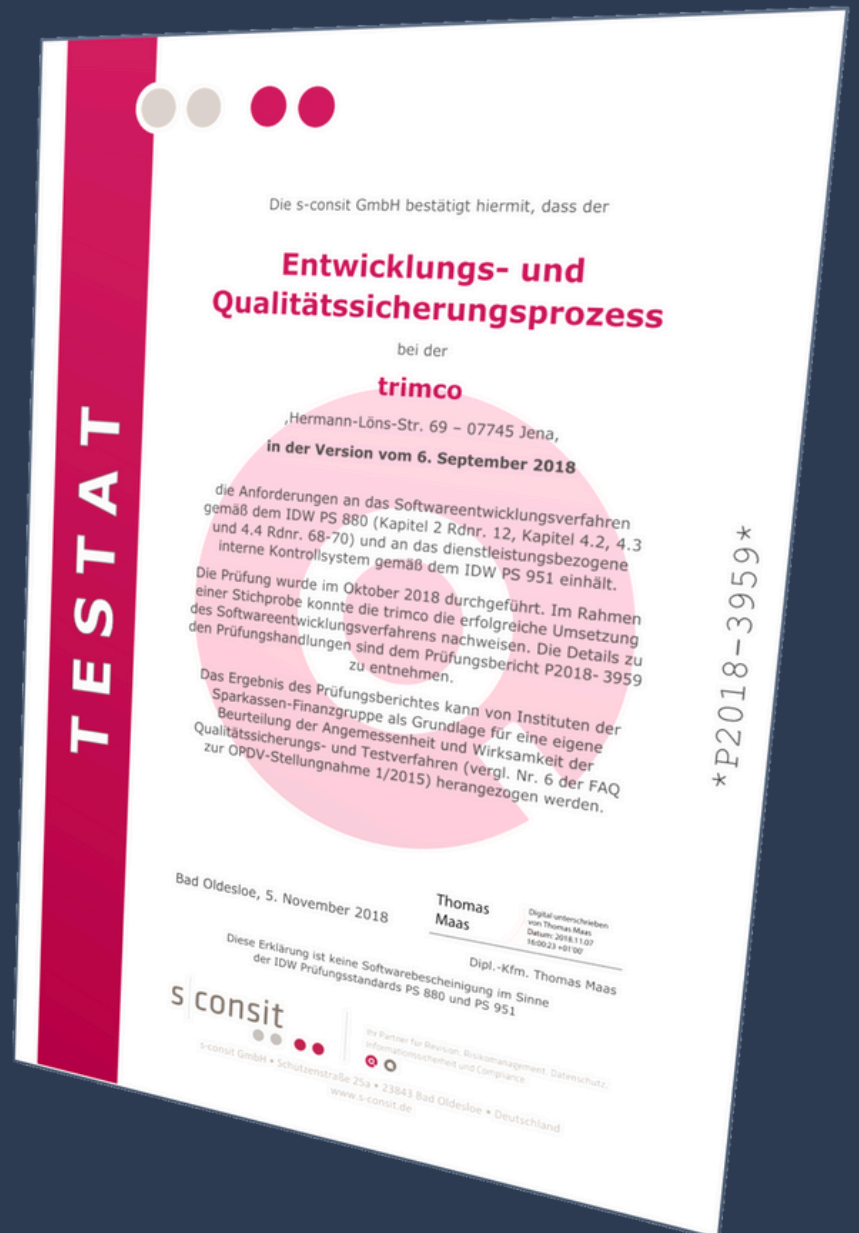 TESTAT
Die s-consit GmbH bestätigt hiermit, dass der
Entwicklungs- und
Qualitätssicherungsprozess
bei der
trimco
,Hermann-Löns-Str. 69 – 07745 Jena,
in der Version vom 6. September 2018
die Anforderungen an das Softwareentwicklungsverfahren
gemäß dem IDW PS 880 (Kapitel 2 Rdnr. 12, Kapitel 4.2, 4.3
und 4.4 Rdnr. 68-70) und an das dienstleistungsbezogene
interne Kontrollsystem gemäß dem IDW PS 951 einhält.
Die Prüfung wurde im Oktober 2018 durchgeführt. Im Rahmen
einer Stichprobe konnte die trimco die erfolgreiche Umsetzung
des Softwareentwicklungsverfahrens nachweisen. Die Details zu
den Prüfungshandlungen sind dem Prüfungsbericht P2018- 3959
zu entnehmen.
Das Ergebnis des Prüfungsberichtes kann von Instituten der
Sparkassen-Finanzgruppe als Grundlage für eine eigene
Beurteilung der Angemessenheit und Wirksamkeit der
Qualitätssicherungs- und Testverfahren (vergl. Nr. 6 der FAQ
zur OPDV-Stellungnahme 1/2015) herangezogen werden.
*P2018-3959*
Bad Oldesloe, 5. November 2018
Thomas
Maas
Digital unterschrieben
von Thomas Maas
Datum: 2018.11.07
16:00:23 +01'00'
Dipl.-Kfm. Thomas Maas
Diese Erklärung ist keine Softwarebescheinigung im Sinne
der IDW Prüfungsstandards PS 880 und PS 951
s consit
Ihr Partner für Revision, Risikomanagement, Datenschutz,
Informationssicherheit und Compliance
s-consit GmbH • Schützenstraße 25a • 23843 Bad Oldesloe • Deutschland
www.s-consit.de